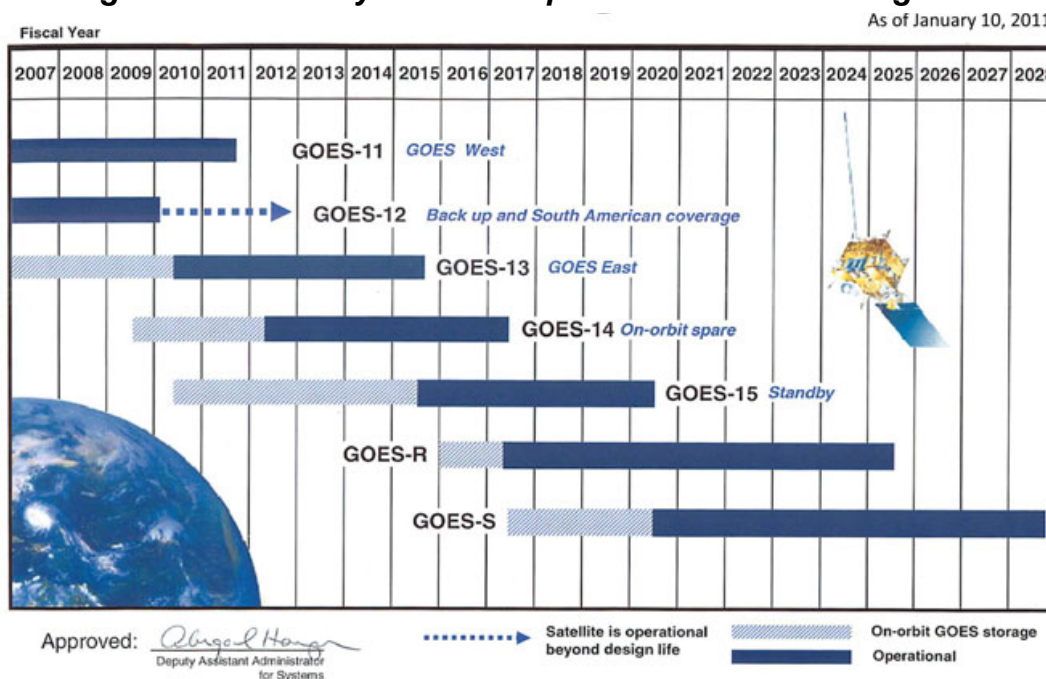 As of January 10, 2011
Fiscal Year
2007 2008 2009 2010 2011 2012 2013 2014 2015 2016 2017 2018 2019 2020 2021 2022 2023 2024 2025 2026 2027
GOES-11 GOES West
GOES-12 Back up and South American coverage
GOES-13 GOES East
GOES-14 On-orbit spare
GOES-15 Standby
GOES-R
GOES-S
Approved:
Deputy Assistant Administrator
for Systems
Satellite is operational
beyond design life
On-orbit GOES storage
Operational